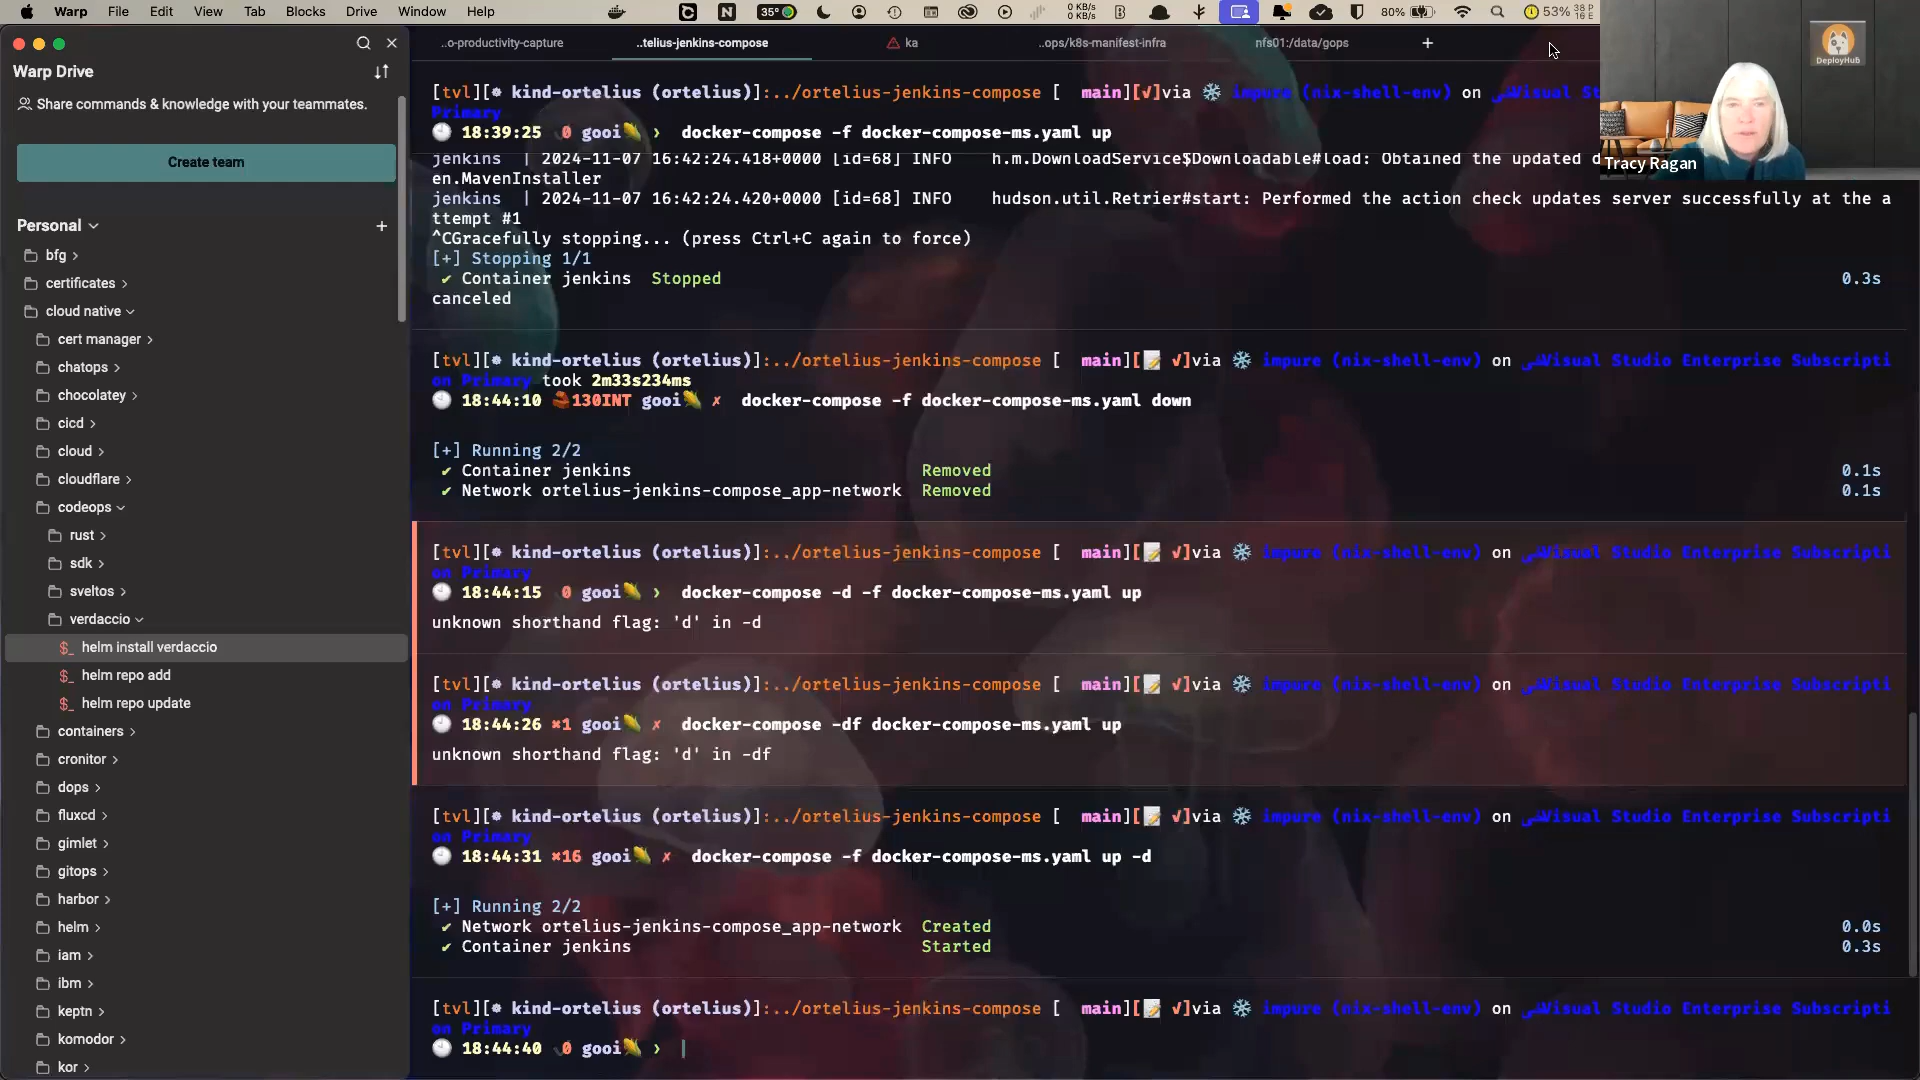 Warp File Edit View Tab Blocks Drive Window Help 35° 0 KB/s 0 KB/s 80% 53% 38 P 16 E
..o-productivity-capture ..telius-jenkins-compose ka ..ops/k8s-manifest-infra nfs01:/data/gops +
DeployHub
Tracy Ragan
Warp Drive
Share commands & knowledge with your teammates.
Create team
Personal
bfg
certificates
cloud native
cert manager
chatops
chocolatey
cicd
cloud
cloudflare
codeops
rust
sdk
sveltos
verdaccio
$_ helm install verdaccio
$_ helm repo add
$_ helm repo update
containers
cronitor
dops
fluxcd
gimlet
gitops
harbor
helm
iam
ibm
keptn
komodor
kor
[tvl][⎈ kind-ortelius (ortelius)]:../ortelius-jenkins-compose [ main][√]via ❄ impure (nix-shell-env) on Visual St
Primary
18:39:25 0 gooi🌽 › docker-compose -f docker-compose-ms.yaml up
jenkins | 2024-11-07 16:42:24.418+0000 [id=68] INFO h.m.DownloadService$Downloadable#load: Obtained the updated d
en.MavenInstaller
jenkins | 2024-11-07 16:42:24.420+0000 [id=68] INFO hudson.util.Retrier#start: Performed the action check updates server successfully at the a
ttempt #1
^CGracefully stopping... (press Ctrl+C again to force)
[+] Stopping 1/1
✔ Container jenkins Stopped 0.3s
canceled
[tvl][⎈ kind-ortelius (ortelius)]:../ortelius-jenkins-compose [ main][📝 √]via ❄ impure (nix-shell-env) on Visual Studio Enterprise Subscripti
on Primary took 2m33s234ms
18:44:10 130INT gooi🌽 ✗ docker-compose -f docker-compose-ms.yaml down
[+] Running 2/2
✔ Container jenkins Removed 0.1s
✔ Network ortelius-jenkins-compose_app-network Removed 0.1s
[tvl][⎈ kind-ortelius (ortelius)]:../ortelius-jenkins-compose [ main][📝 √]via ❄ impure (nix-shell-env) on Visual Studio Enterprise Subscripti
on Primary
18:44:15 0 gooi🌽 › docker-compose -d -f docker-compose-ms.yaml up
unknown shorthand flag: 'd' in -d
[tvl][⎈ kind-ortelius (ortelius)]:../ortelius-jenkins-compose [ main][📝 √]via ❄ impure (nix-shell-env) on Visual Studio Enterprise Subscripti
on Primary
18:44:26 ✖1 gooi🌽 ✗ docker-compose -df docker-compose-ms.yaml up
unknown shorthand flag: 'd' in -df
[tvl][⎈ kind-ortelius (ortelius)]:../ortelius-jenkins-compose [ main][📝 √]via ❄ impure (nix-shell-env) on Visual Studio Enterprise Subscripti
on Primary
18:44:31 ✖16 gooi🌽 ✗ docker-compose -f docker-compose-ms.yaml up -d
[+] Running 2/2
✔ Network ortelius-jenkins-compose_app-network Created 0.0s
✔ Container jenkins Started 0.3s
[tvl][⎈ kind-ortelius (ortelius)]:../ortelius-jenkins-compose [ main][📝 √]via ❄ impure (nix-shell-env) on Visual Studio Enterprise Subscripti
on Primary
18:44:40 0 gooi🌽 ›